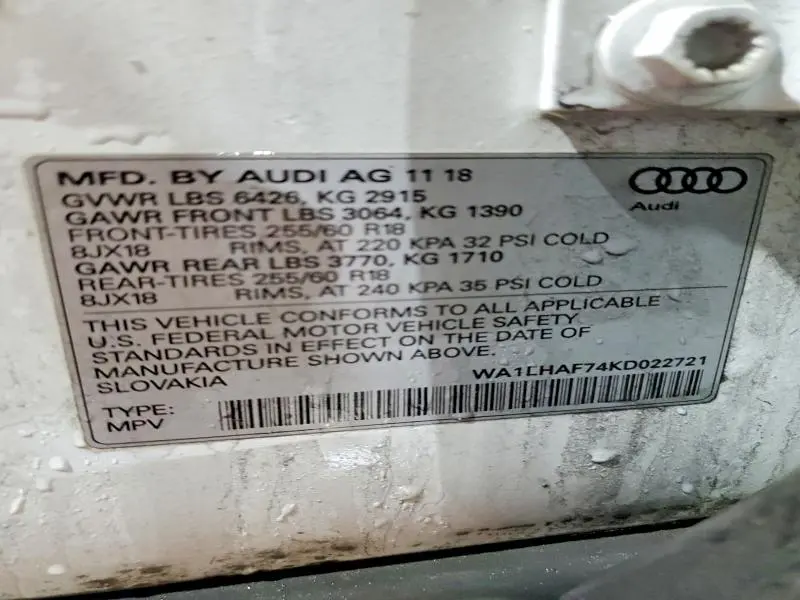 MFD. BY AUDI AG 11 18
Audi
GVWR LBS 6426, KG 2915
GAWR FRONT LBS 3064, KG 1390
FRONT-TIRES 255/60 R18
8JX18 RIMS, AT 220 KPA 32 PSI COLD
GAWR REAR LBS 3770, KG 1710
REAR-TIRES 255/60 R18
8JX18 RIMS, AT 240 KPA 35 PSI COLD
THIS VEHICLE CONFORMS TO ALL APPLICABLE
U.S. FEDERAL MOTOR VEHICLE SAFETY
STANDARDS IN EFFECT ON THE DATE OF
MANUFACTURE SHOWN ABOVE.
SLOVAKIA WA1LHAF74KD022721
TYPE:
MPV